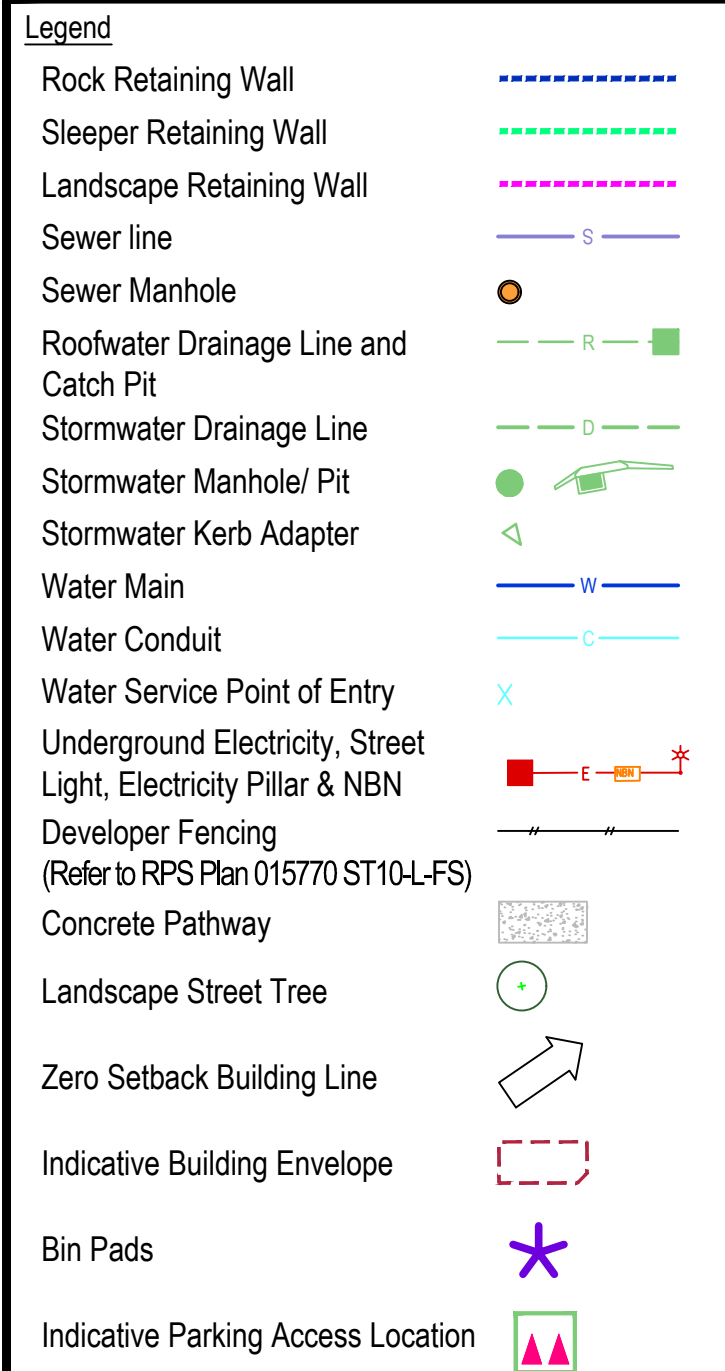 Legend
Rock Retaining Wall
Sleeper Retaining Wall
Landscape Retaining Wall
Sewer line S
Sewer Manhole
Roofwater Drainage Line and R
Catch Pit
Stormwater Drainage Line D
Stormwater Manhole/ Pit
Stormwater Kerb Adapter
Water Main W
Water Conduit C
Water Service Point of Entry X
Underground Electricity, Street
Light, Electricity Pillar & NBN E NBN
Developer Fencing
(Refer to RPS Plan 015770 ST10-L-FS)
Concrete Pathway
Landscape Street Tree
Zero Setback Building Line
Indicative Building Envelope
Bin Pads
Indicative Parking Access Location